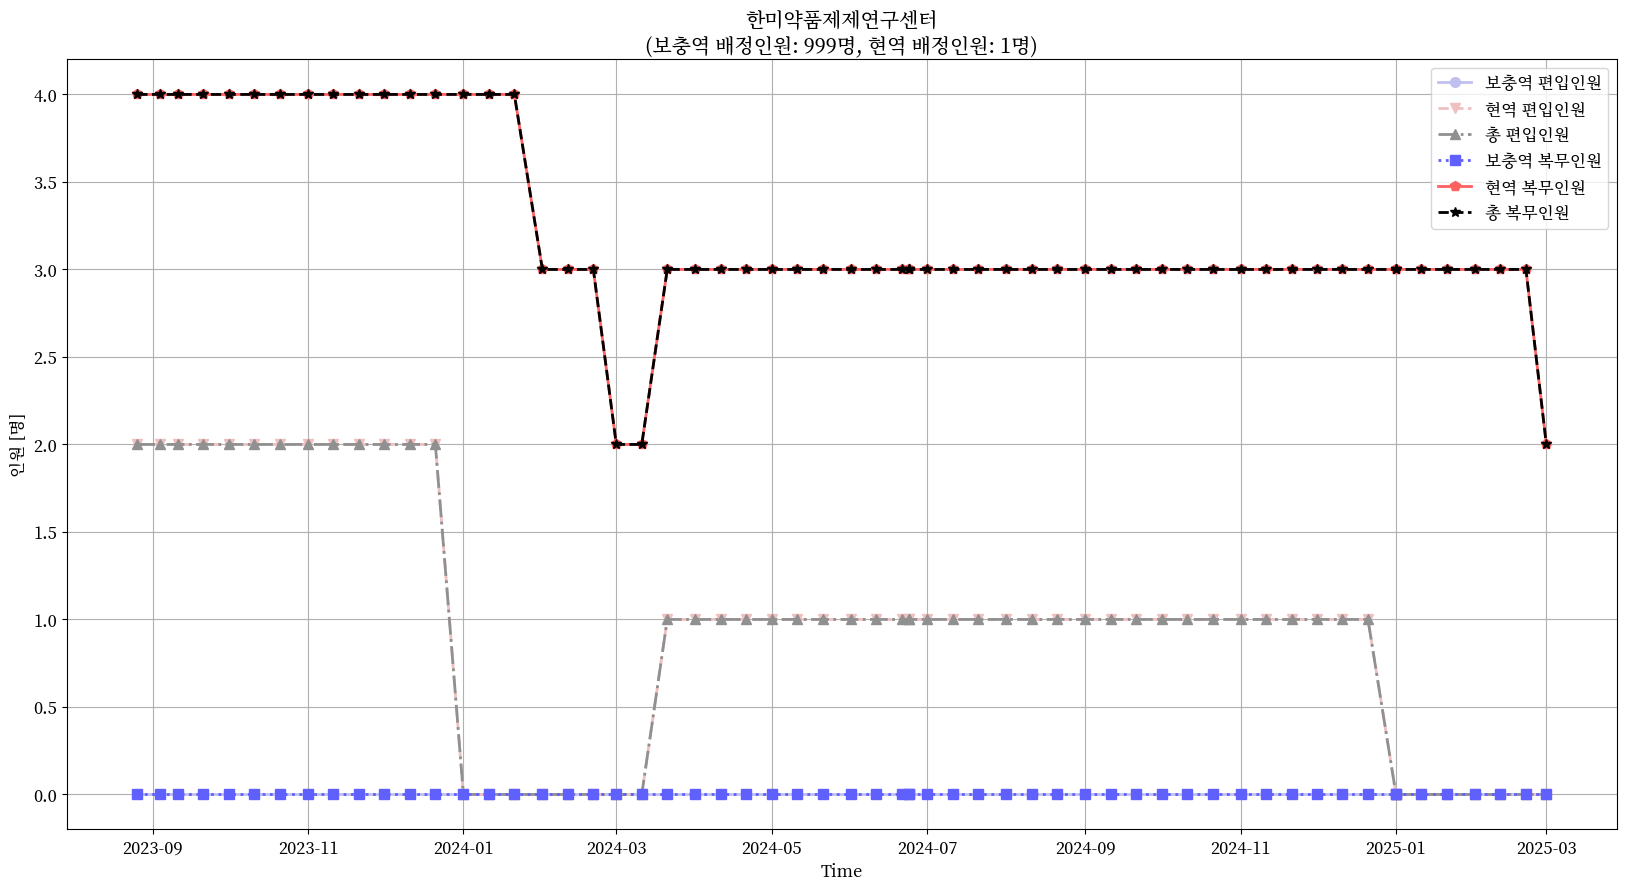 한미약품제제연구센터
(보충역 배정인원: 999명, 현역 배정인원: 1명)
보충역 편입인원
현역 편입인원
총 편입인원
보충역 복무인원
현역 복무인원
총 복무인원
인원 [명]
4.0
3.5
3.0
2.5
2.0
1.5
1.0
0.5
0.0
2023-09 2023-11 2024-01 2024-03 2024-05 2024-07 2024-09 2024-11 2025-01 2025-03
Time